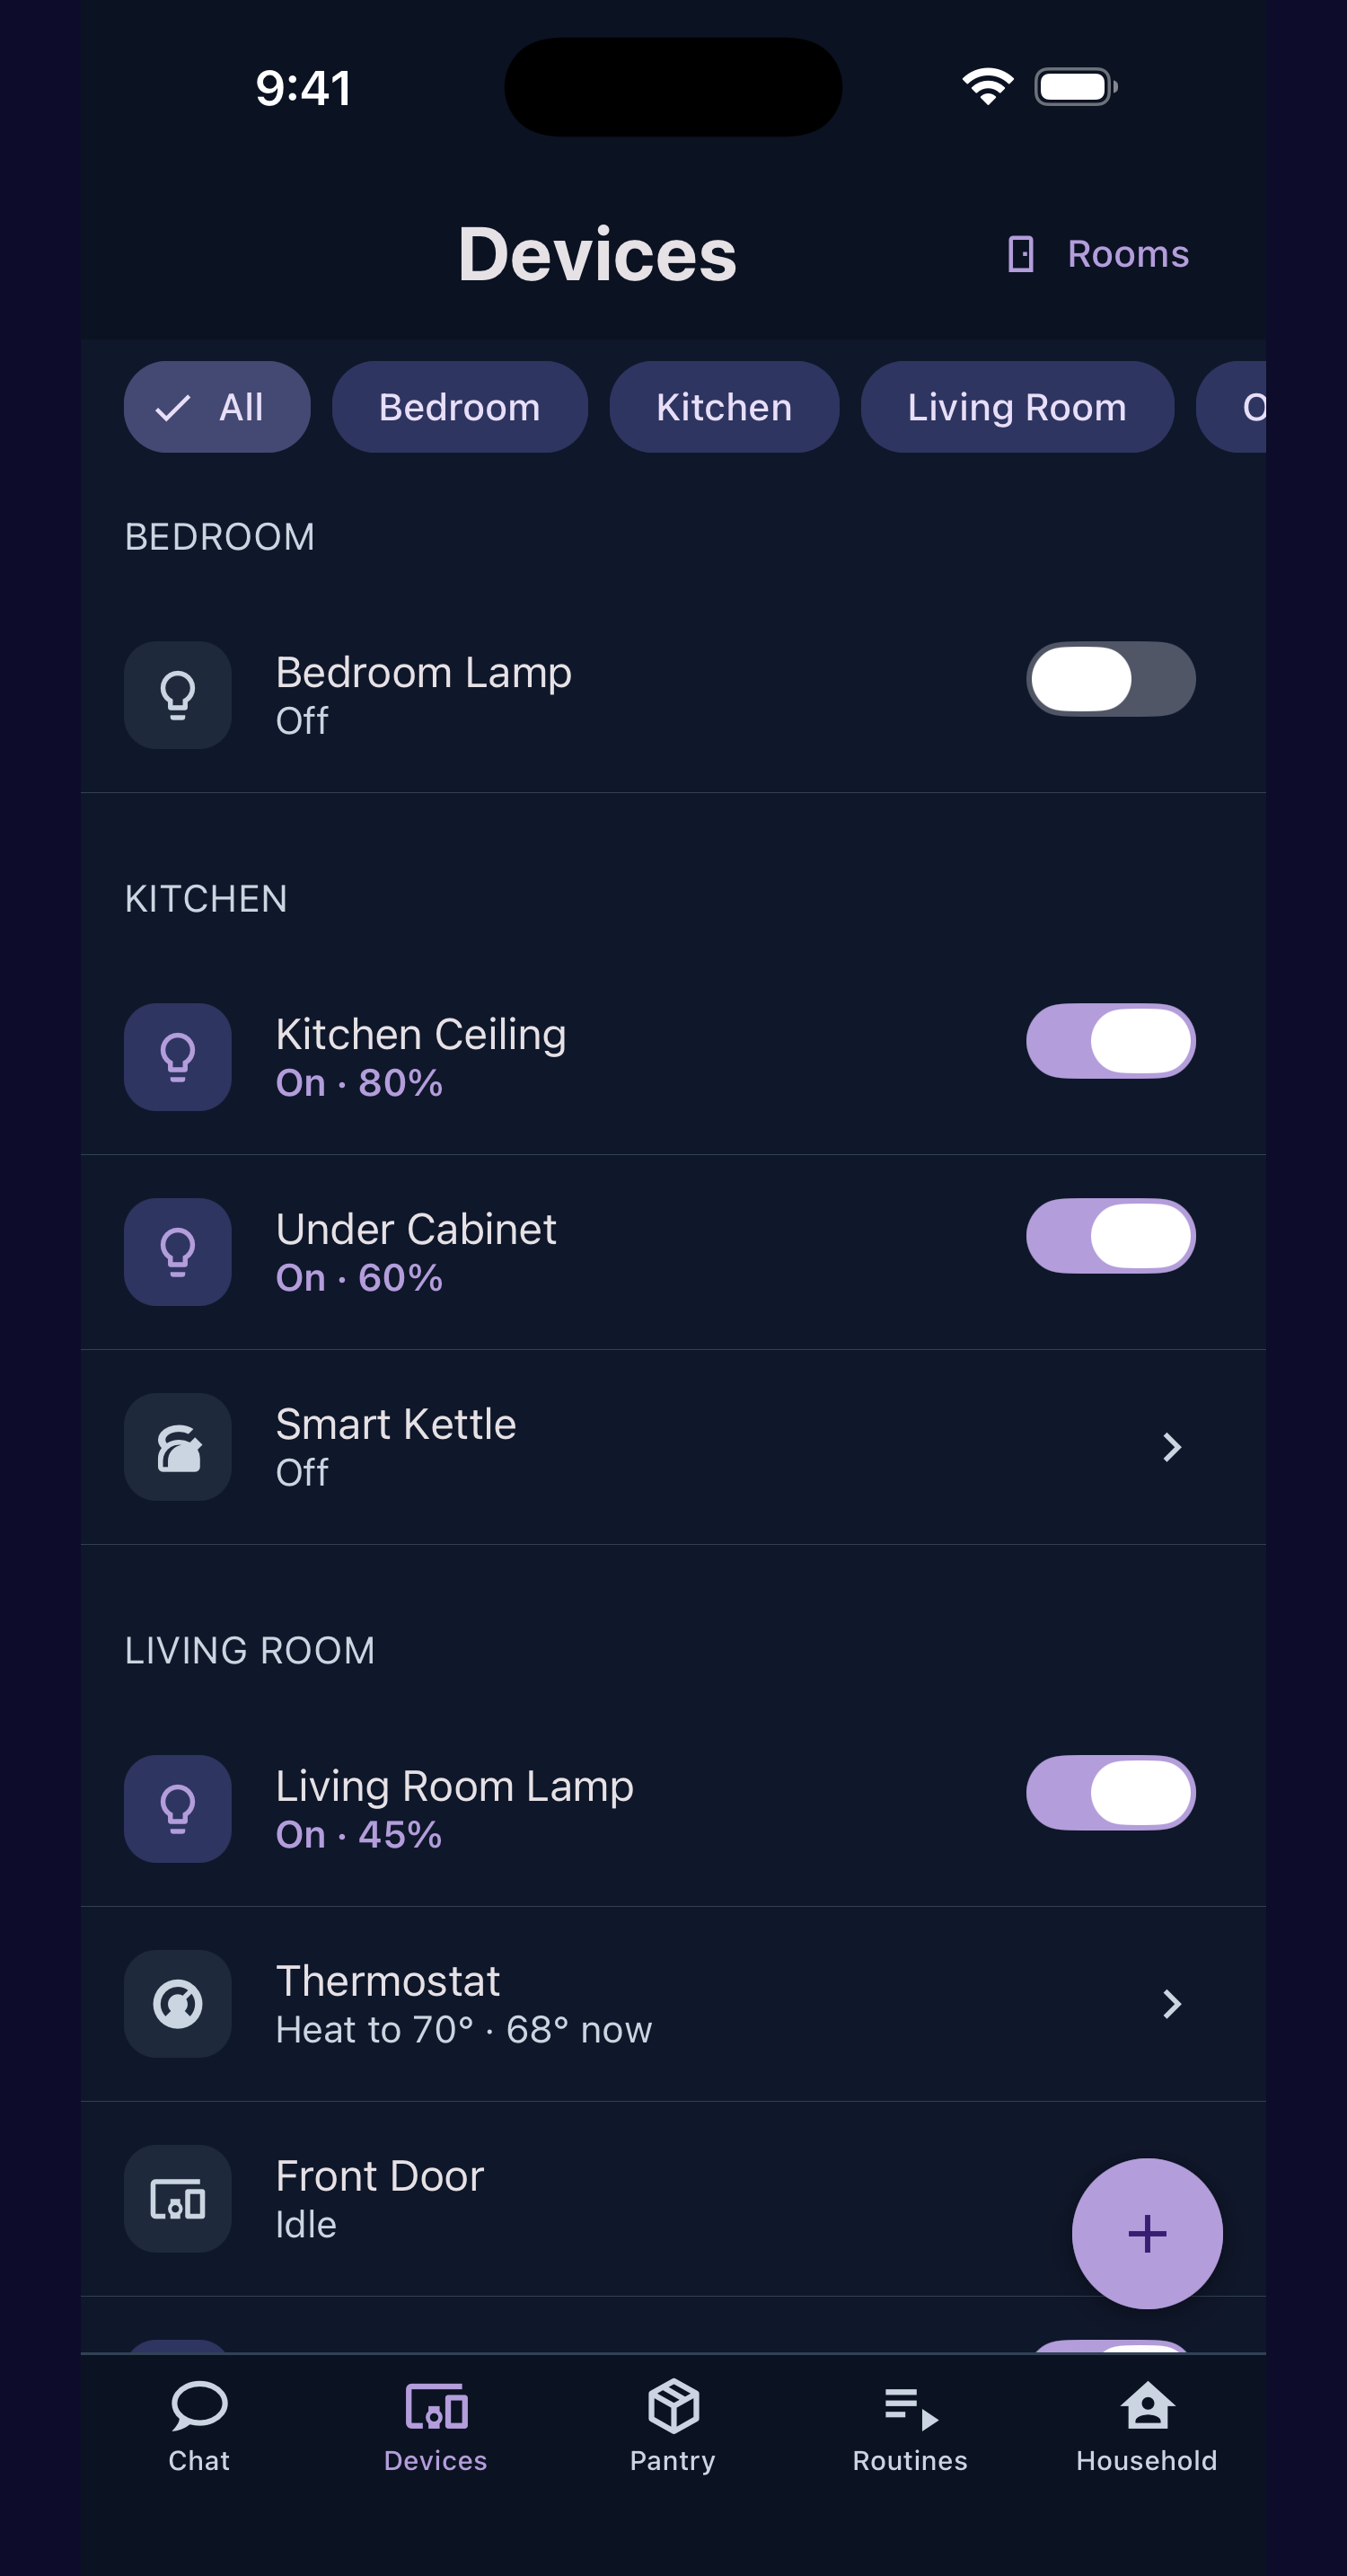 9:41
Devices
Rooms
All
Bedroom
Kitchen
Living Room
BEDROOM
Bedroom Lamp
Off
KITCHEN
Kitchen Ceiling
On · 80%
Under Cabinet
On · 60%
Smart Kettle
Off
LIVING ROOM
Living Room Lamp
On · 45%
Thermostat
Heat to 70° · 68° now
Front Door
Idle
Chat
Devices
Pantry
Routines
Household